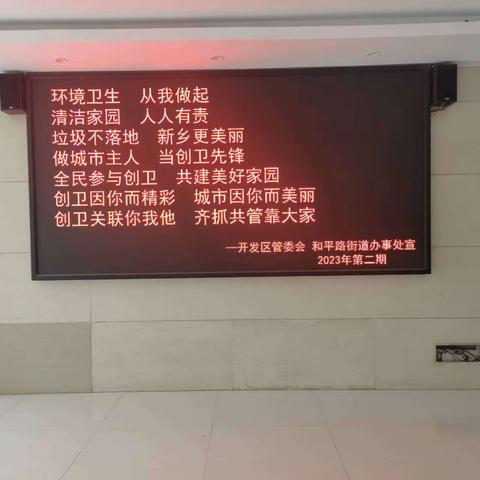 环境卫生　从我做起
清洁家园　人人有责
垃圾不落地　新乡更美丽
做城市主人　当创卫先锋
全民参与创卫　共建美好家园
创卫因你而精彩　城市因你而美丽
创卫关联你我他　齐抓共管靠大家
—开发区管委会 和平路街道办事处宣
2023年第二期